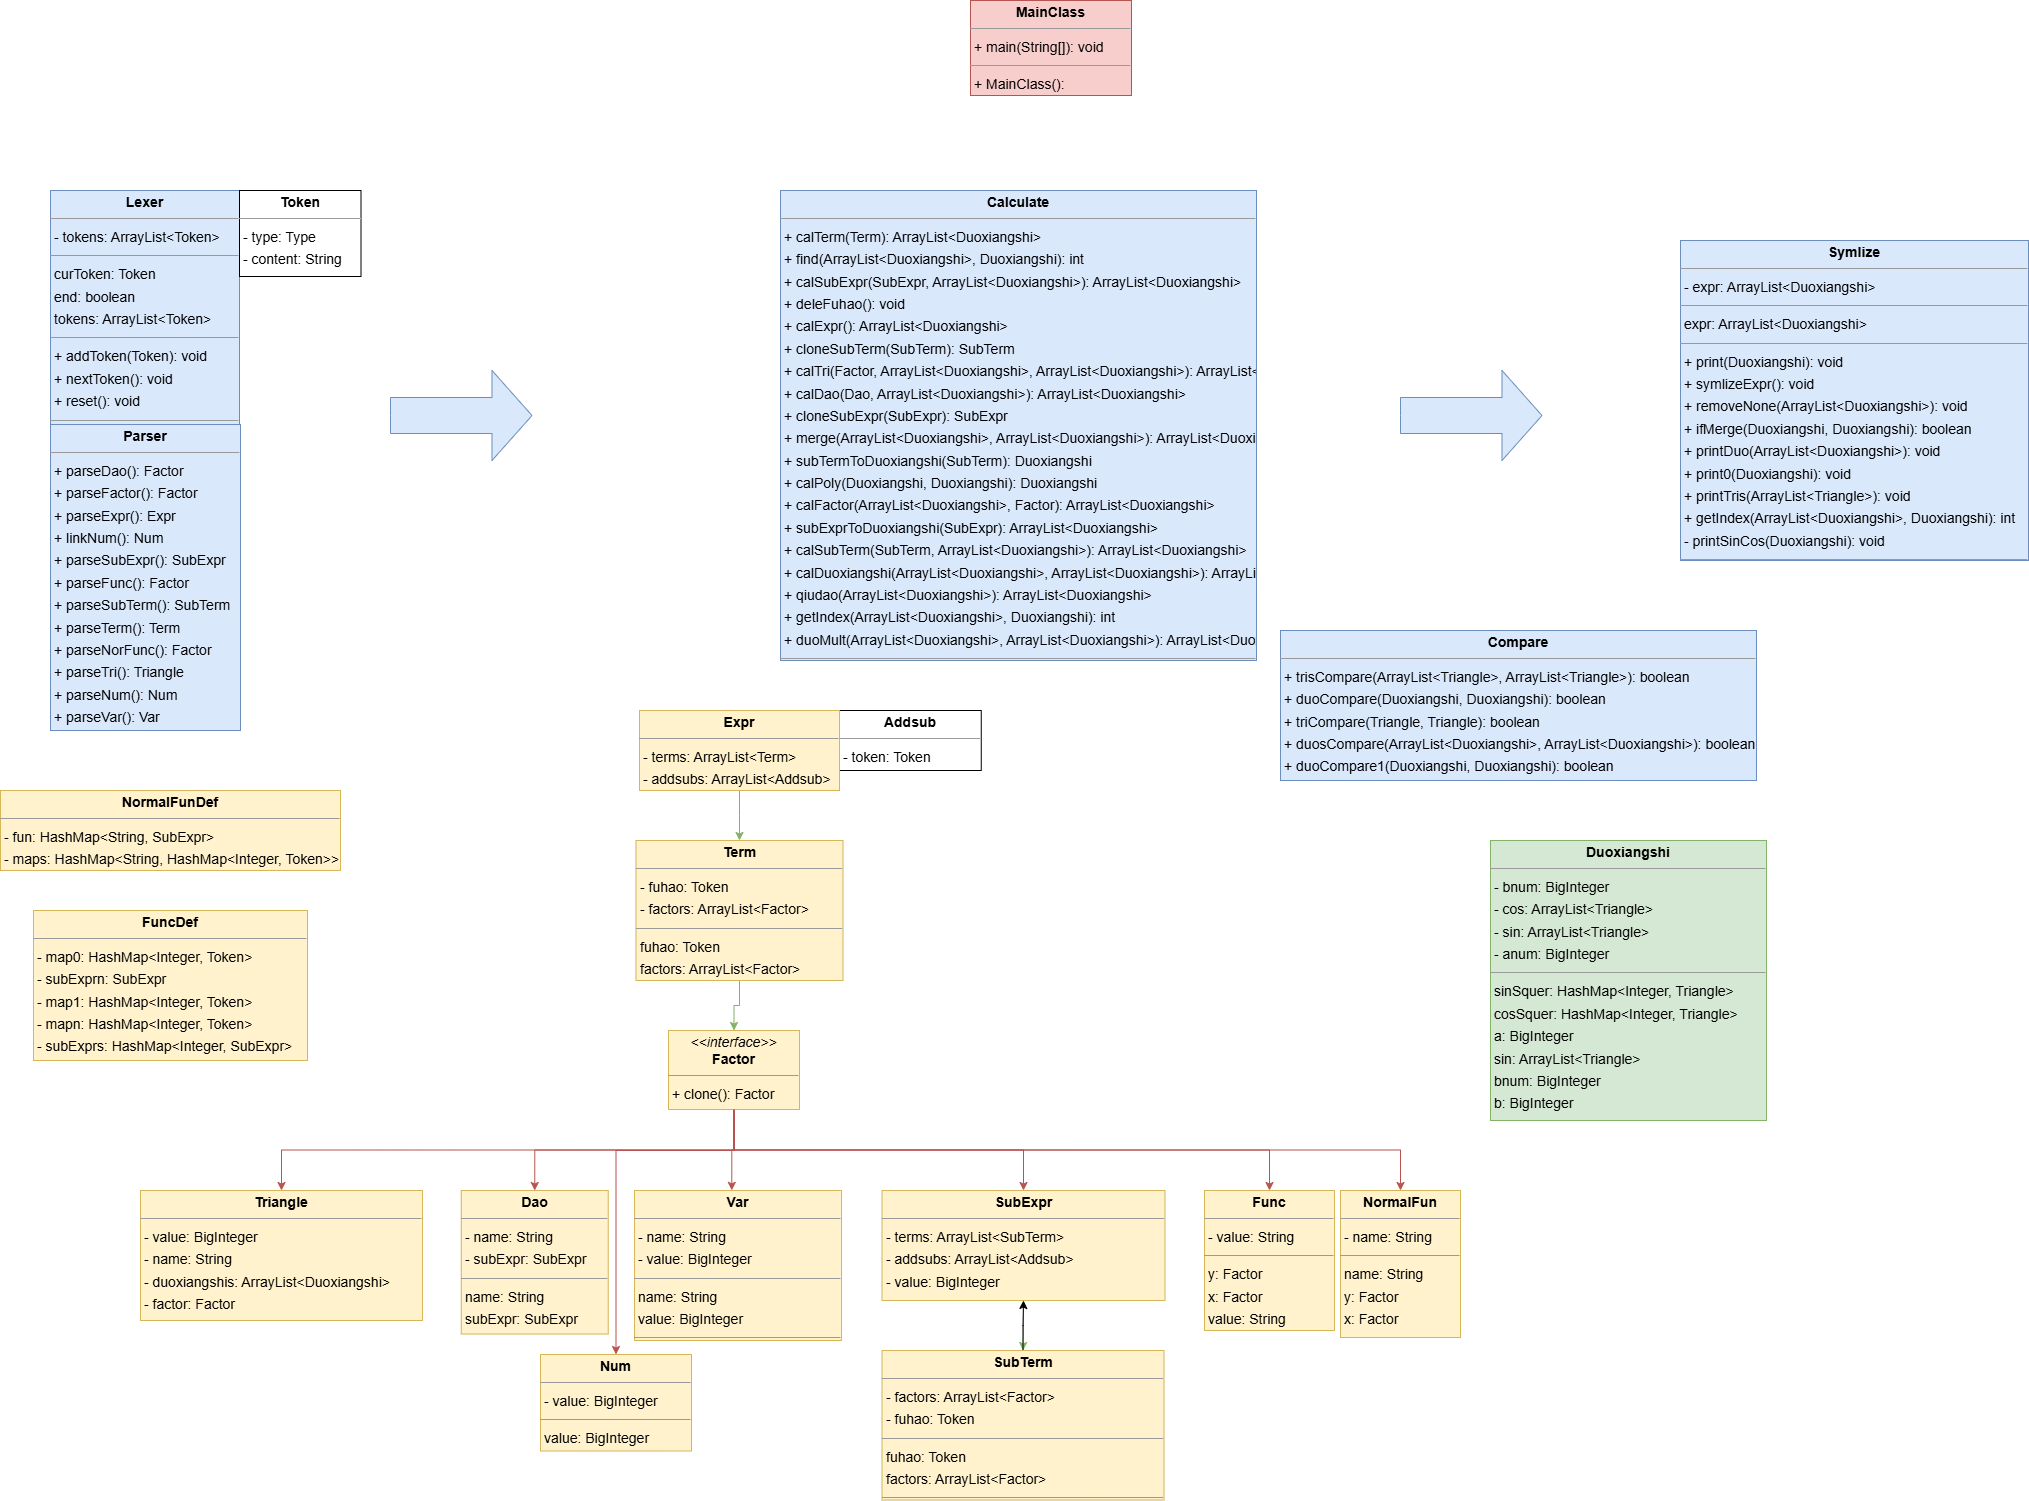 MainClass
+ main(String[]): void
+ MainClass():
Lexer
- tokens: ArrayList<Token>
curToken: Token
end: boolean
tokens: ArrayList<Token>
+ addToken(Token): void
+ nextToken(): void
+ reset(): void
Token
- type: Type
- content: String
Parser
+ parseDao(): Factor
+ parseFactor(): Factor
+ parseExpr(): Expr
+ linkNum(): Num
+ parseSubExpr(): SubExpr
+ parseFunc(): Factor
+ parseSubTerm(): SubTerm
+ parseTerm(): Term
+ parseNorFunc(): Factor
+ parseTri(): Triangle
+ parseNum(): Num
+ parseVar(): Var
Calculate
+ calTerm(Term): ArrayList<Duoxiangshi>
+ find(ArrayList<Duoxiangshi>, Duoxiangshi): int
+ calSubExpr(SubExpr, ArrayList<Duoxiangshi>): ArrayList<Duoxiangshi>
+ deleFuhao(): void
+ calExpr(): ArrayList<Duoxiangshi>
+ cloneSubTerm(SubTerm): SubTerm
+ calTri(Factor, ArrayList<Duoxiangshi>, ArrayList<Duoxiangshi>): ArrayList<
+ calDao(Dao, ArrayList<Duoxiangshi>): ArrayList<Duoxiangshi>
+ cloneSubExpr(SubExpr): SubExpr
+ merge(ArrayList<Duoxiangshi>, ArrayList<Duoxiangshi>): ArrayList<Duoxi
+ subTermToDuoxiangshi(SubTerm): Duoxiangshi
+ calPoly(Duoxiangshi, Duoxiangshi): Duoxiangshi
+ calFactor(ArrayList<Duoxiangshi>, Factor): ArrayList<Duoxiangshi>
+ subExprToDuoxiangshi(SubExpr): ArrayList<Duoxiangshi>
+ calSubTerm(SubTerm, ArrayList<Duoxiangshi>): ArrayList<Duoxiangshi>
+ calDuoxiangshi(ArrayList<Duoxiangshi>, ArrayList<Duoxiangshi>): ArrayLi
+ qiudao(ArrayList<Duoxiangshi>): ArrayList<Duoxiangshi>
+ getIndex(ArrayList<Duoxiangshi>, Duoxiangshi): int
+ duoMult(ArrayList<Duoxiangshi>, ArrayList<Duoxiangshi>): ArrayList<Duo
Symlize
- expr: ArrayList<Duoxiangshi>
expr: ArrayList<Duoxiangshi>
+ print(Duoxiangshi): void
+ symlizeExpr(): void
+ removeNone(ArrayList<Duoxiangshi>): void
+ ifMerge(Duoxiangshi, Duoxiangshi): boolean
+ printDuo(ArrayList<Duoxiangshi>): void
+ print0(Duoxiangshi): void
+ printTris(ArrayList<Triangle>): void
+ getIndex(ArrayList<Duoxiangshi>, Duoxiangshi): int
- printSinCos(Duoxiangshi): void
Compare
+ trisCompare(ArrayList<Triangle>, ArrayList<Triangle>): boolean
+ duoCompare(Duoxiangshi, Duoxiangshi): boolean
+ triCompare(Triangle, Triangle): boolean
+ duosCompare(ArrayList<Duoxiangshi>, ArrayList<Duoxiangshi>): boolean
+ duoCompare1(Duoxiangshi, Duoxiangshi): boolean
Expr
- terms: ArrayList<Term>
- addsubs: ArrayList<Addsub>
Addsub
- token: Token
NormalFunDef
- fun: HashMap<String, SubExpr>
- maps: HashMap<String, HashMap<Integer, Token>>
Term
- fuhao: Token
- factors: ArrayList<Factor>
fuhao: Token
factors: ArrayList<Factor>
Duoxiangshi
- bnum: BigInteger
- cos: ArrayList<Triangle>
- sin: ArrayList<Triangle>
- anum: BigInteger
sinSquer: HashMap<Integer, Triangle>
cosSquer: HashMap<Integer, Triangle>
a: BigInteger
sin: ArrayList<Triangle>
bnum: BigInteger
b: BigInteger
FuncDef
- map0: HashMap<Integer, Token>
- subExprn: SubExpr
- map1: HashMap<Integer, Token>
- mapn: HashMap<Integer, Token>
- subExprs: HashMap<Integer, SubExpr>
<<interface>>
Factor
+ clone(): Factor
Triangle
- value: BigInteger
- name: String
- duoxiangshis: ArrayList<Duoxiangshi>
- factor: Factor
Dao
- name: String
- subExpr: SubExpr
name: String
subExpr: SubExpr
Var
- name: String
- value: BigInteger
name: String
value: BigInteger
SubExpr
- terms: ArrayList<SubTerm>
- addsubs: ArrayList<Addsub>
- value: BigInteger
Func
- value: String
y: Factor
x: Factor
value: String
NormalFun
- name: String
name: String
y: Factor
x: Factor
Num
- value: BigInteger
value: BigInteger
SubTerm
- factors: ArrayList<Factor>
- fuhao: Token
fuhao: Token
factors: ArrayList<Factor>